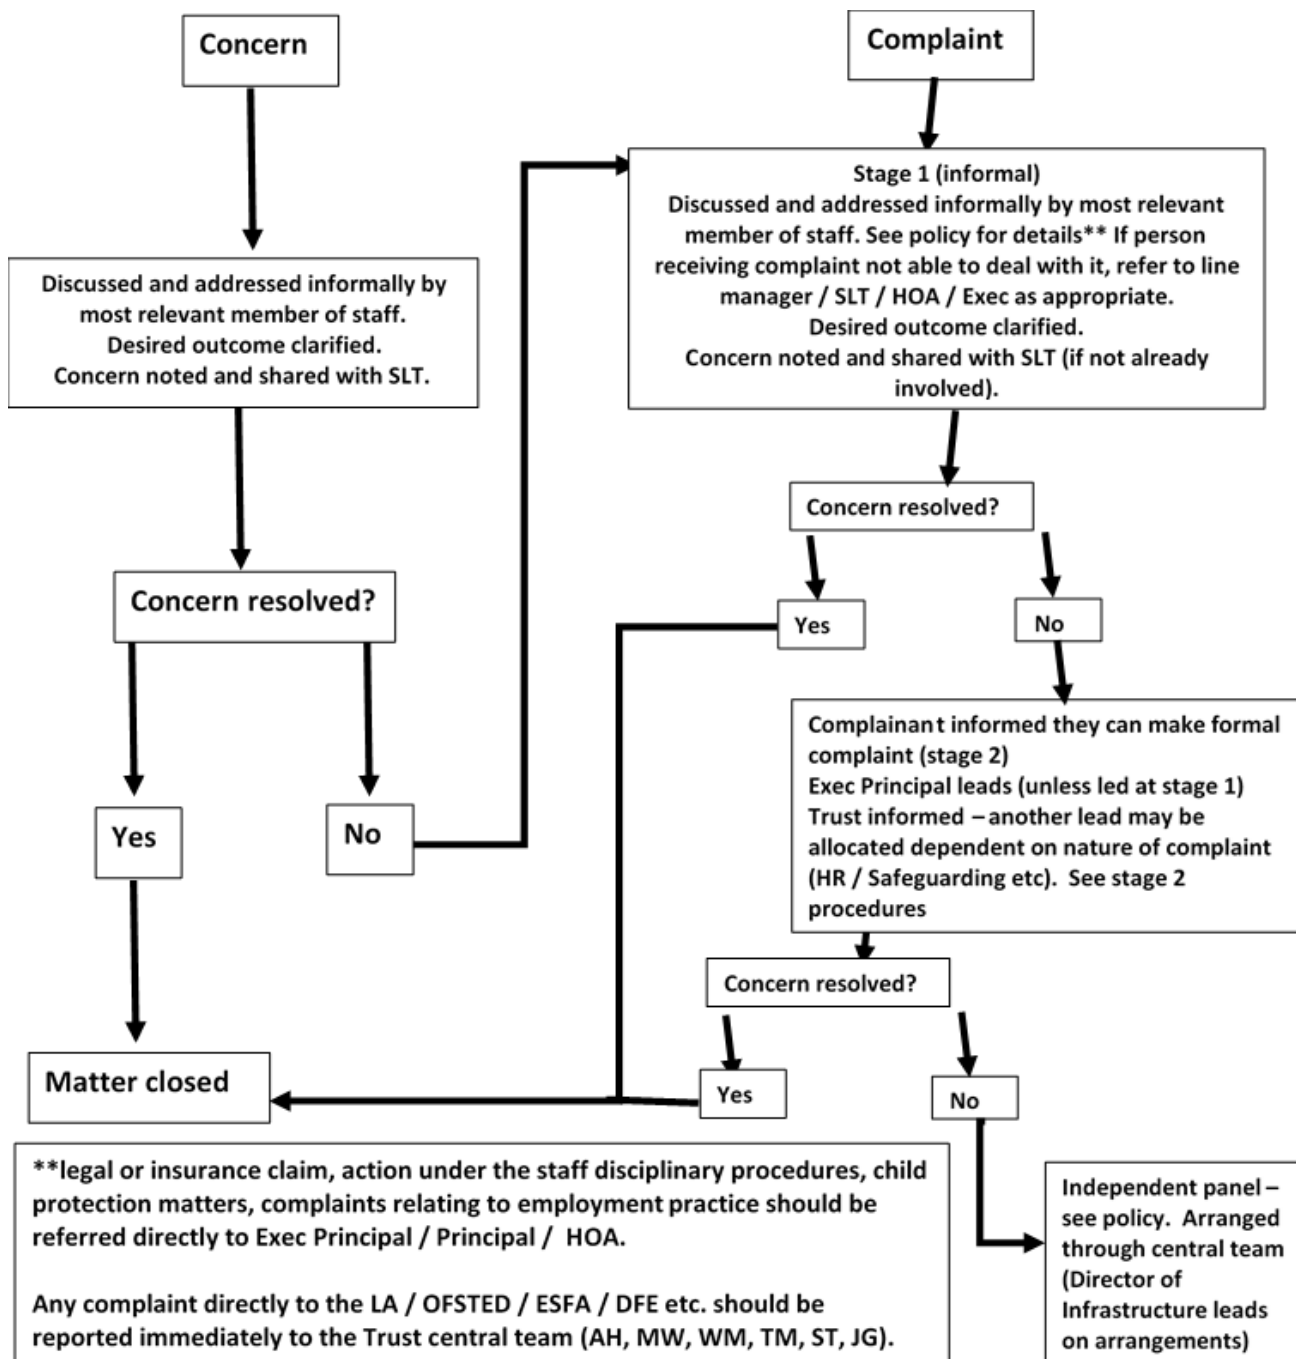 Concern
Complaint
Stage 1 (informal)
Discussed and addressed informally by most relevant
member of staff. See policy for details** If person
receiving complaint not able to deal with it, refer to line
manager / SLT / HOA / Exec as appropriate.
Desired outcome clarified.
Concern noted and shared with SLT (if not already
involved).
Discussed and addressed informally by
most relevant member of staff.
Desired outcome clarified.
Concern noted and shared with SLT.
Concern resolved?
Yes
No
Concern resolved?
Yes
No
Complainant informed they can make formal
complaint (stage 2)
Exec Principal leads (unless led at stage 1)
Trust informed – another lead may be
allocated dependent on nature of complaint
(HR / Safeguarding etc).  See stage 2
procedures
Concern resolved?
Yes
No
Matter closed
**legal or insurance claim, action under the staff disciplinary procedures, child
protection matters, complaints relating to employment practice should be
referred directly to Exec Principal / Principal /  HOA.
Any complaint directly to the LA / OFSTED / ESFA / DFE etc. should be
reported immediately to the Trust central team (AH, MW, WM, TM, ST, JG).
Independent panel –
see policy.  Arranged
through central team
(Director of
Infrastructure leads
on arrangements)